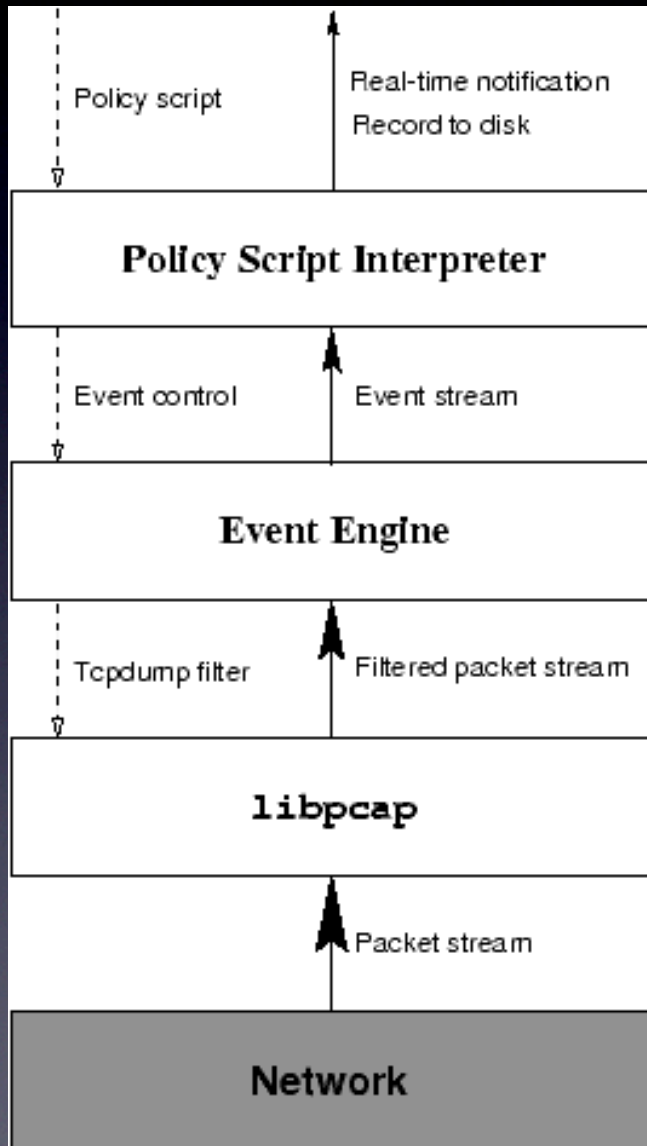 Policy script
Real-time notification
Record to disk
Policy Script Interpreter
Event control
Event stream
Event Engine
Tcpdump filter
Filtered packet stream
libpcap
Packet stream
Network